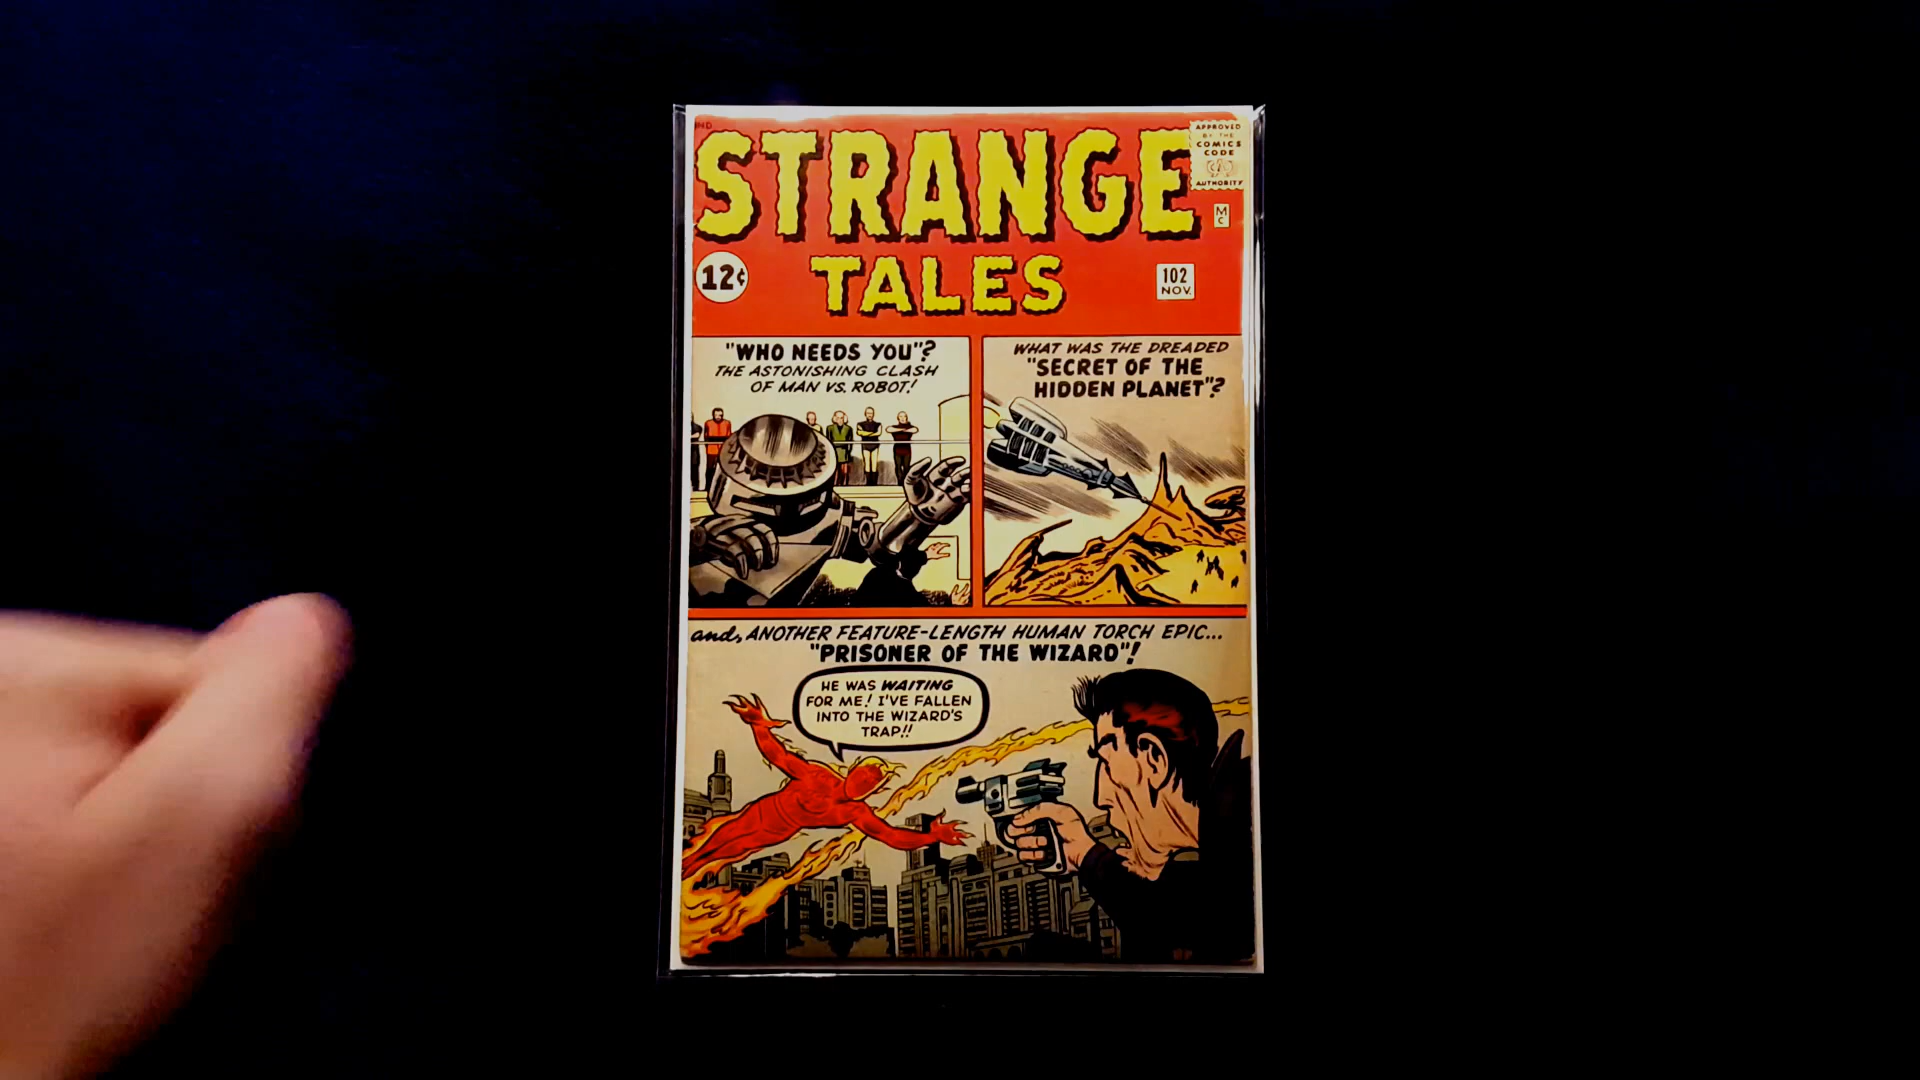 IND.
STRANGE
TALES
APPROVED
BY THE
COMICS
CODE
CA
AUTHORITY
M
C
12¢
102
NOV.
"WHO NEEDS YOU"?
THE ASTONISHING CLASH
OF MAN VS. ROBOT!
WHAT WAS THE DREADED
"SECRET OF THE
HIDDEN PLANET"?
and, ANOTHER FEATURE-LENGTH HUMAN TORCH EPIC...
"PRISONER OF THE WIZARD"!
HE WAS WAITING
FOR ME! I'VE FALLEN
INTO THE WIZARD'S
TRAP!!